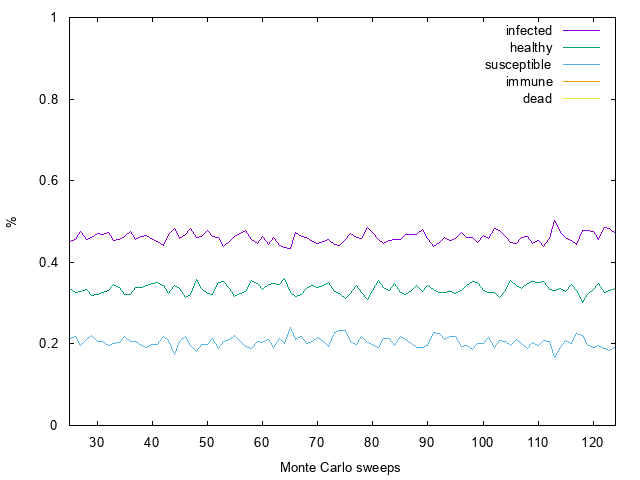 1
0.8
0.6
0.4
0.2
0
%
infected
healthy
susceptible
immune
dead
30 40 50 60 70 80 90 100 110 120
Monte Carlo sweeps